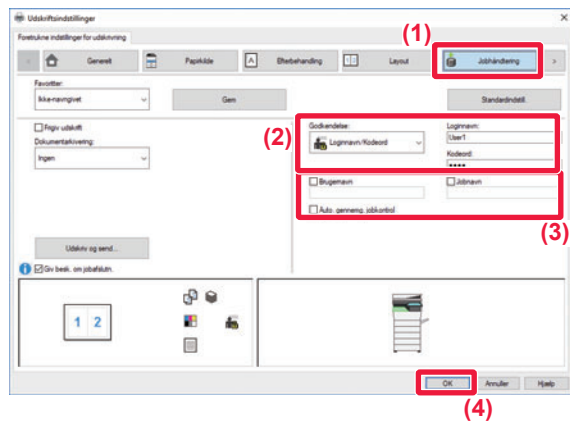 Udskriftsindstillinger
Foretrukne indstillinger for udskrivning
(1)
Generelt
Papirkilde
Efterbehandling
Layout
Jobhåndtering
Favoritter:
Ikke-navngivet
Gem
Standardindstill.
Frigiv udskrift
Dokumentarkivering:
Ingen
(2)
Godkendelse:
Loginnavn/Kodeord
Loginnavn:
User1
Kodeord:
••••
Brugernavn
Jobnavn
Auto. gennemg. jobkontrol
(3)
Udskriv og send...
Giv besk. om jobafslutn.
1 2
OK
Annuller
Hjælp
(4)